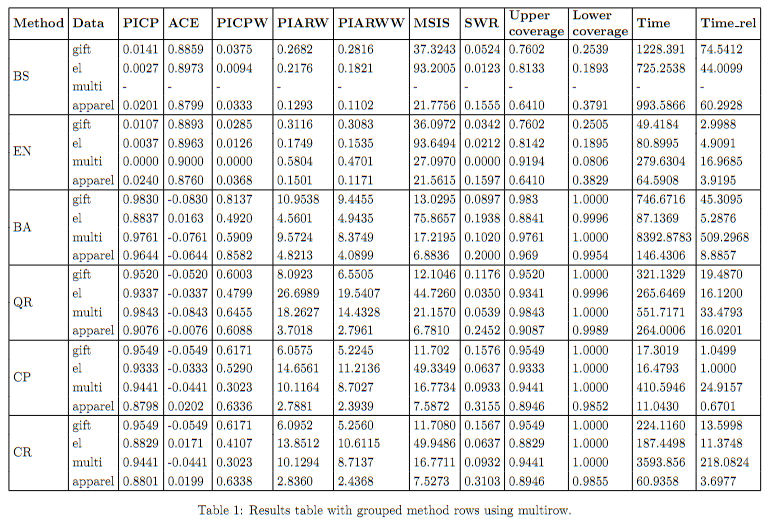 Method Data PICP ACE PICPW PIARW PIARWW MSIS SWR Upper coverage Lower coverage Time Time_rel
BS gift 0.0141 0.8859 0.0375 0.2682 0.2816 37.3243 0.0524 0.7602 0.2539 1228.391 74.5412
el 0.0027 0.8973 0.0094 0.2176 0.1821 93.2005 0.0123 0.8133 0.1893 725.2538 44.0099
multi - - - - - - - - - - -
apparel 0.0201 0.8799 0.0333 0.1293 0.1102 21.7756 0.1555 0.6410 0.3791 993.5866 60.2928
EN gift 0.0107 0.8893 0.0285 0.3116 0.3083 36.0972 0.0342 0.7602 0.2505 49.4184 2.9988
el 0.0037 0.8963 0.0126 0.1749 0.1535 93.6494 0.0212 0.8142 0.1895 80.8995 4.9091
multi 0.0000 0.9000 0.0000 0.5804 0.4701 27.0970 0.0000 0.9194 0.0806 279.6304 16.9685
apparel 0.0240 0.8760 0.0368 0.1501 0.1171 21.5615 0.1597 0.6410 0.3829 64.5908 3.9195
BA gift 0.9830 -0.0830 0.8137 10.9538 9.4455 13.0295 0.0897 0.983 1.0000 746.6716 45.3095
el 0.8837 0.0163 0.4920 4.5601 4.9435 75.8657 0.1938 0.8841 0.9996 87.1369 5.2876
multi 0.9761 -0.0761 0.5909 9.5724 8.3749 17.2195 0.1020 0.9761 1.0000 8392.8783 509.2968
apparel 0.9644 -0.0644 0.8582 4.8213 4.0899 6.8836 0.2000 0.969 0.9954 146.4306 8.8857
QR gift 0.9520 -0.0520 0.6003 8.0923 6.5505 12.1046 0.1176 0.9520 1.0000 321.1329 19.4870
el 0.9337 -0.0337 0.4799 26.6989 19.5407 44.7260 0.0350 0.9341 0.9996 265.6469 16.1200
multi 0.9843 -0.0843 0.6455 18.2627 14.4328 21.1570 0.0539 0.9843 1.0000 551.7171 33.4793
apparel 0.9076 -0.0076 0.6088 3.7018 2.7961 6.7810 0.2452 0.9087 0.9989 264.0006 16.0201
CP gift 0.9549 -0.0549 0.6171 6.0575 5.2245 11.702 0.1576 0.9549 1.0000 17.3019 1.0499
el 0.9333 -0.0333 0.5290 14.6561 11.2136 49.3349 0.0637 0.9333 1.0000 16.4793 1.0000
multi 0.9441 -0.0441 0.3023 10.1164 8.7027 16.7734 0.0933 0.9441 1.0000 410.5946 24.9157
apparel 0.8798 0.0202 0.6336 2.7881 2.3939 7.5872 0.3155 0.8946 0.9852 11.0430 0.6701
CR gift 0.9549 -0.0549 0.6171 6.0952 5.2560 11.7080 0.1567 0.9549 1.0000 224.1160 13.5998
el 0.8829 0.0171 0.4107 13.8512 10.6115 49.9486 0.0637 0.8829 1.0000 187.4498 11.3748
multi 0.9441 -0.0441 0.3023 10.1294 8.7137 16.7711 0.0932 0.9441 1.0000 3593.856 218.0824
apparel 0.8801 0.0199 0.6338 2.8360 2.4368 7.5273 0.3103 0.8946 0.9855 60.9358 3.6977
Table 1: Results table with grouped method rows using multirow.